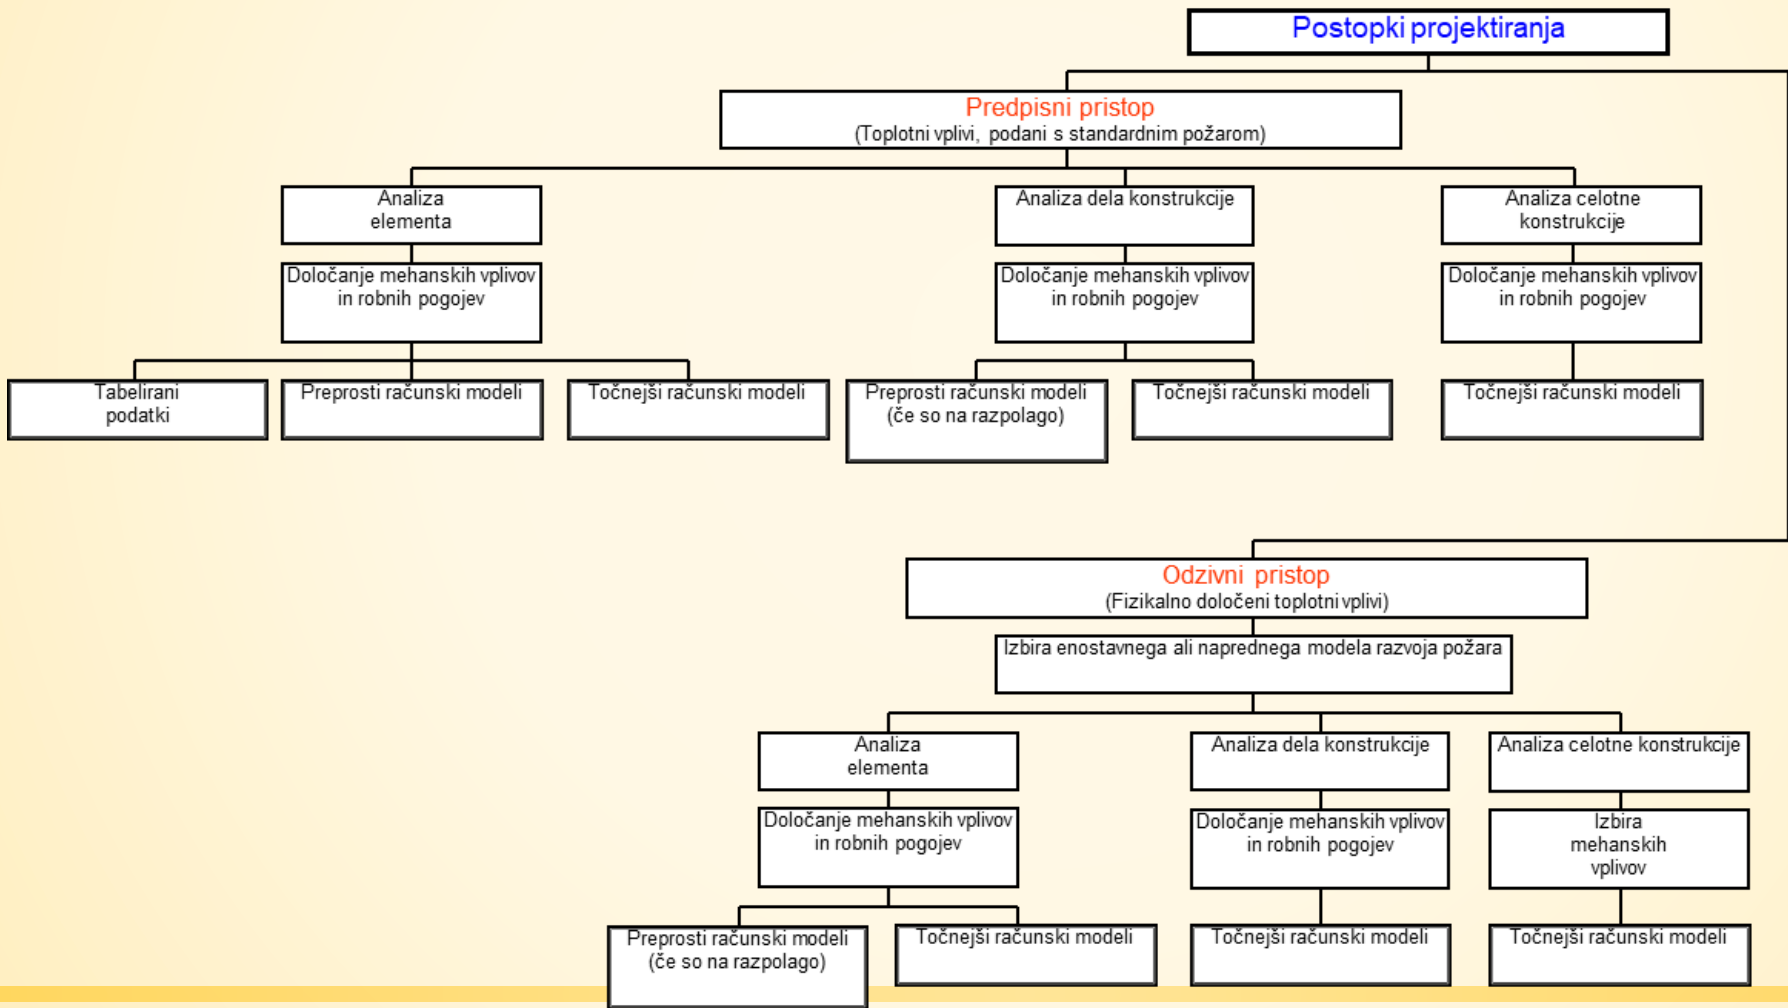 Postopki projektiranja
Predpisni pristop
(Toplotni vplivi, podani s standardnim požarom)
Analiza
elementa
Analiza dela konstrukcije
Analiza celotne
konstrukcije
Določanje mehanskih vplivov
in robnih pogojev
Določanje mehanskih vplivov
in robnih pogojev
Določanje mehanskih vplivov
in robnih pogojev
Tabelirani
podatki
Preprosti računski modeli
Točnejši računski modeli
Preprosti računski modeli
(če so na razpolago)
Točnejši računski modeli
Točnejši računski modeli
Odzivni pristop
(Fizikalno določeni toplotni vplivi)
Izbira enostavnega ali naprednega modela razvoja požara
Analiza
elementa
Analiza dela konstrukcije
Analiza celotne konstrukcije
Določanje mehanskih vplivov
in robnih pogojev
Določanje mehanskih vplivov
in robnih pogojev
Izbira
mehanskih
vplivov
Preprosti računski modeli
(če so na razpolago)
Točnejši računski modeli
Točnejši računski modeli
Točnejši računski modeli